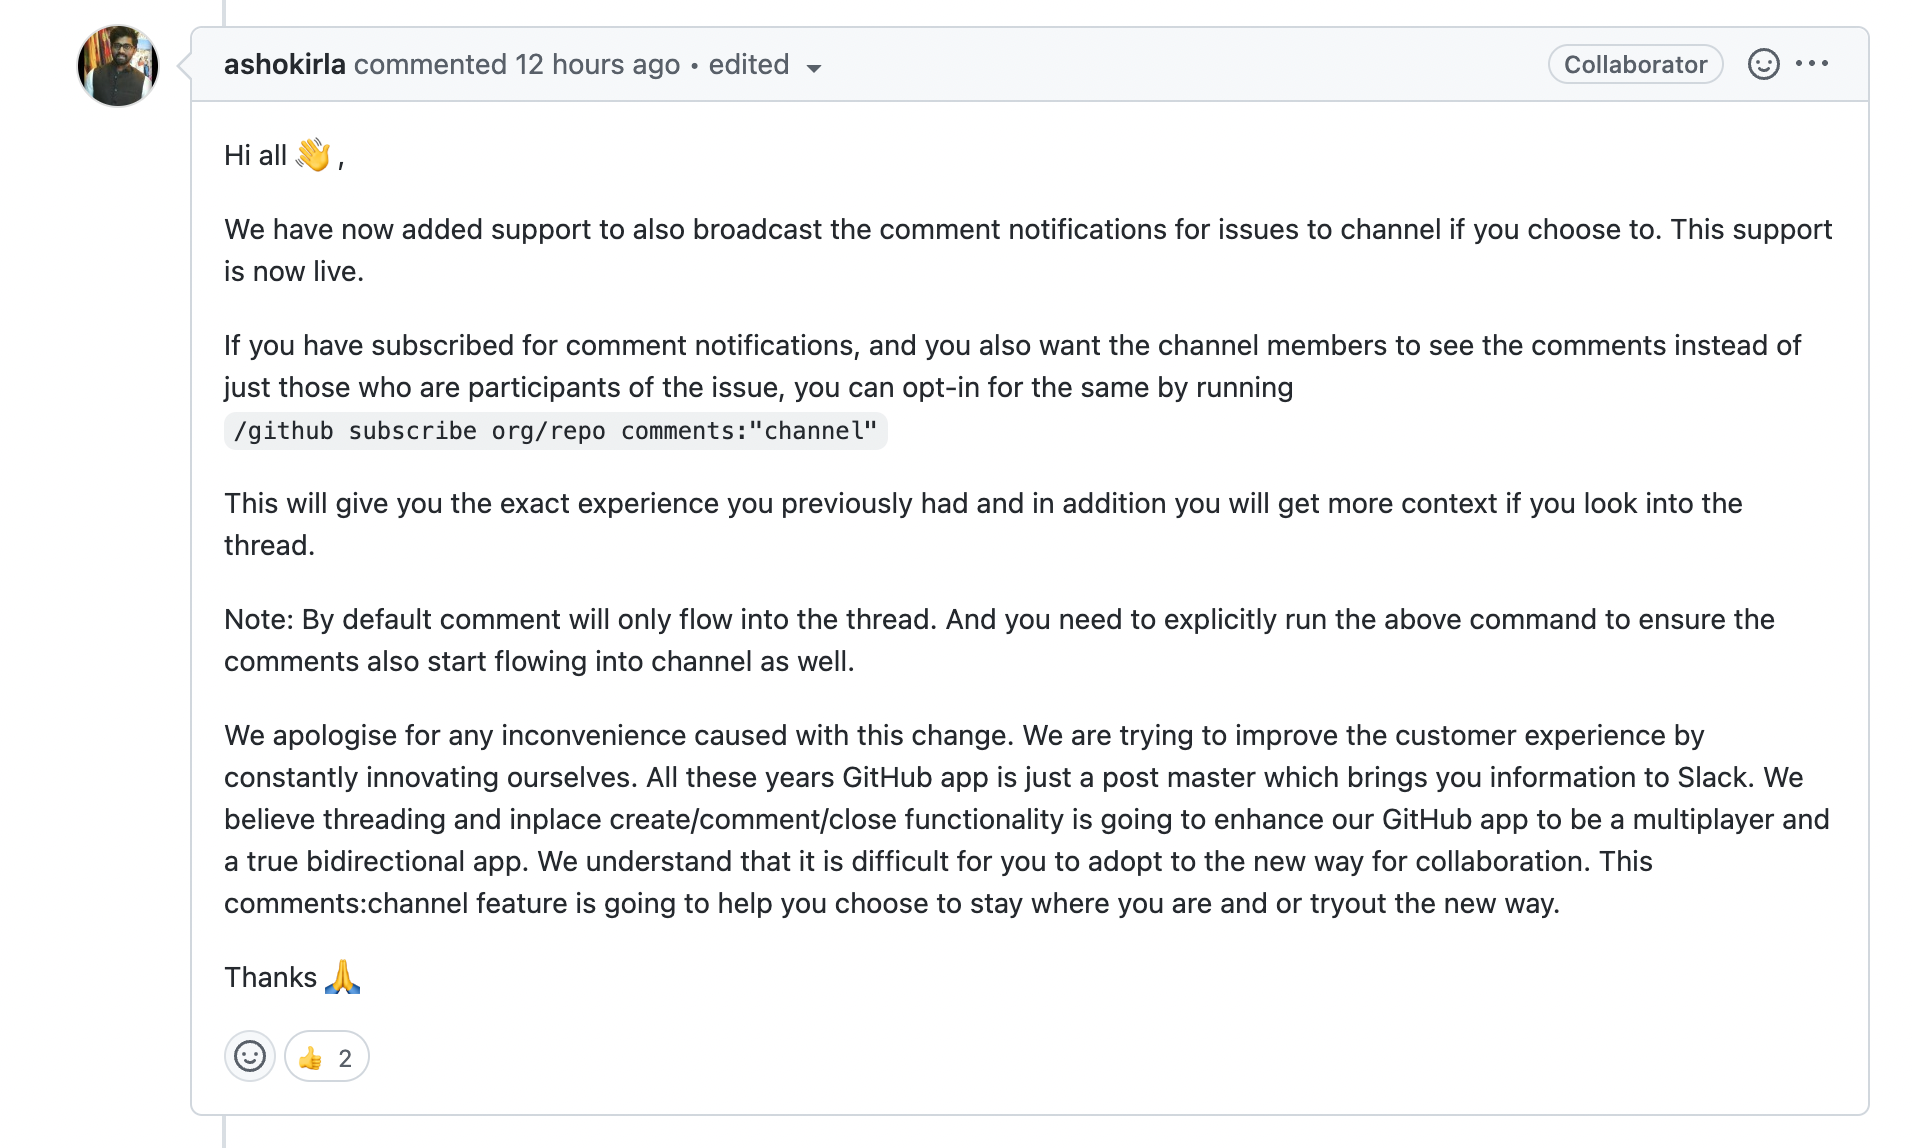 ashokirla commented 12 hours ago • edited
Collaborator
Hi all 👋 ,
We have now added support to also broadcast the comment notifications for issues to channel if you choose to. This support
is now live.
If you have subscribed for comment notifications, and you also want the channel members to see the comments instead of
just those who are participants of the issue, you can opt-in for the same by running
/github subscribe org/repo comments:"channel"
This will give you the exact experience you previously had and in addition you will get more context if you look into the
thread.
Note: By default comment will only flow into the thread. And you need to explicitly run the above command to ensure the
comments also start flowing into channel as well.
We apologise for any inconvenience caused with this change. We are trying to improve the customer experience by
constantly innovating ourselves. All these years GitHub app is just a post master which brings you information to Slack. We
believe threading and inplace create/comment/close functionality is going to enhance our GitHub app to be a multiplayer and
a true bidirectional app. We understand that it is difficult for you to adopt to the new way for collaboration. This
comments:channel feature is going to help you choose to stay where you are and or tryout the new way.
Thanks 🙏
👍 2